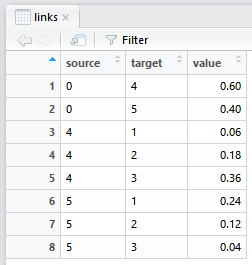 links
Filter
source target value
1 0 4 0.60
2 0 5 0.40
3 4 1 0.06
4 4 2 0.18
5 4 3 0.36
6 5 1 0.24
7 5 2 0.12
8 5 3 0.04